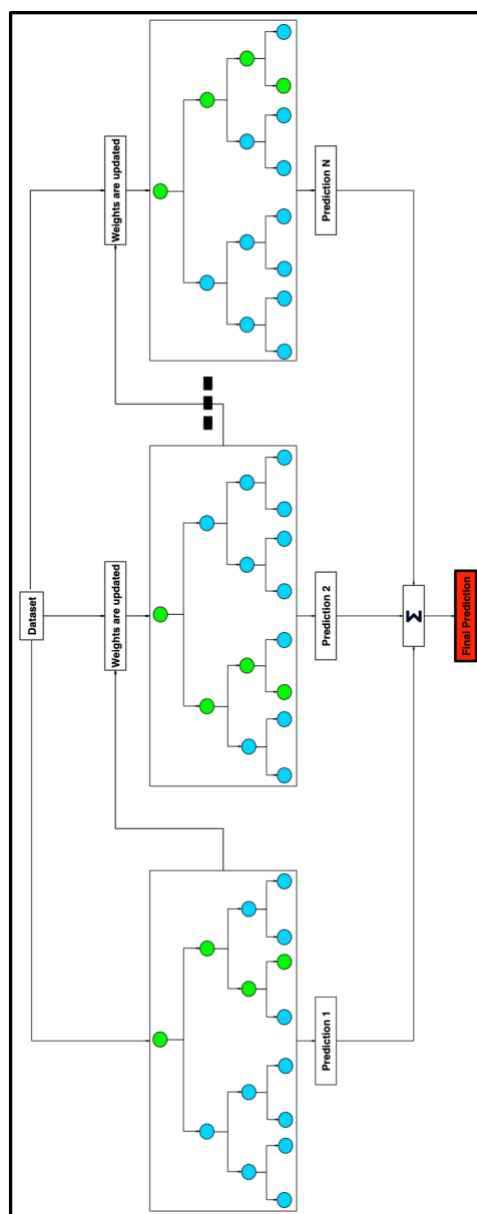 Dataset
Weights are updated
Weights are updated
Prediction 1
Prediction 2
Prediction N
Σ
Final Prediction